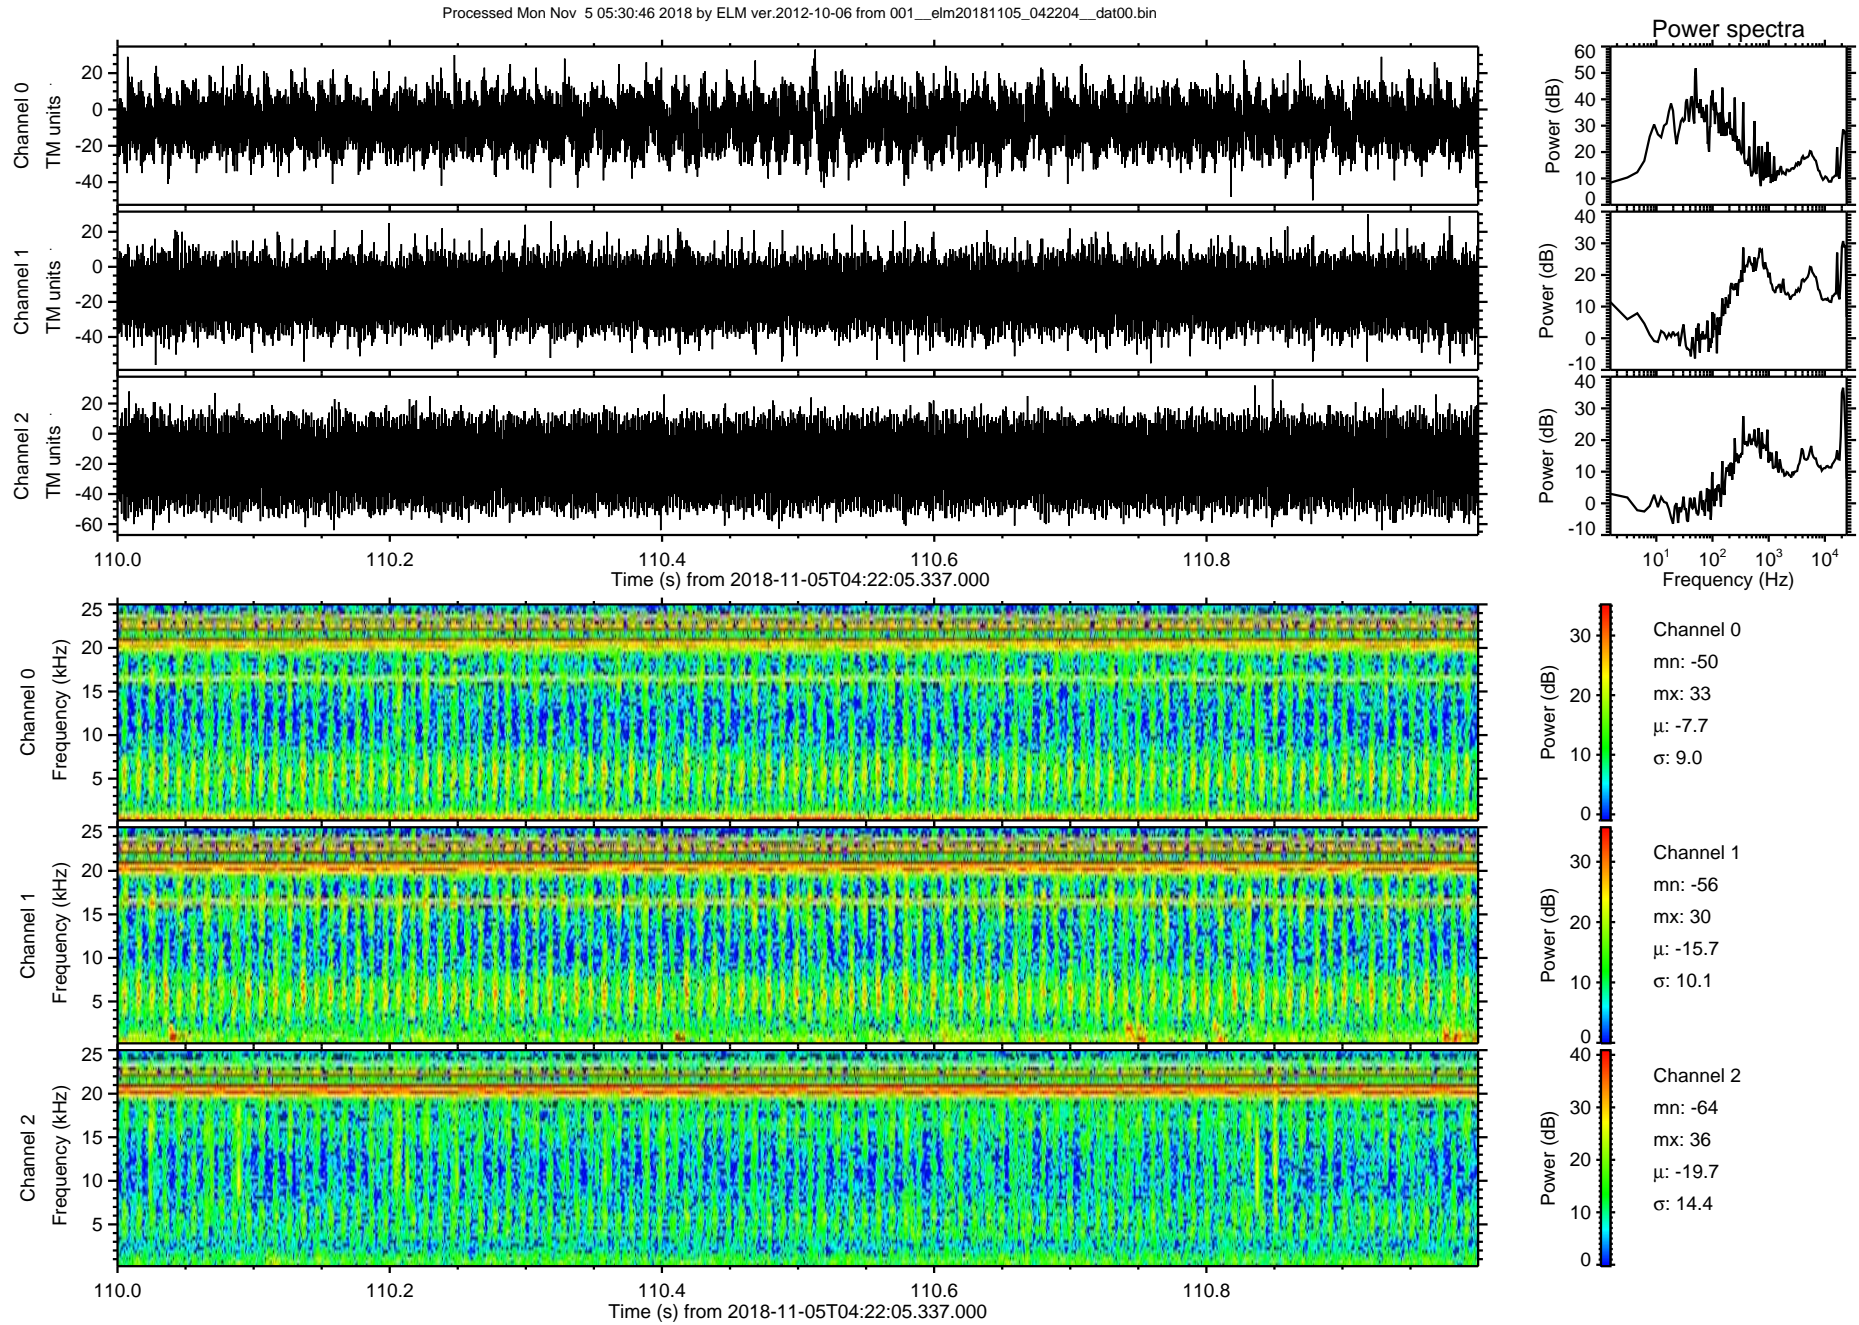 Processed Mon Nov  5 05:30:46 2018 by ELM ver.2012-10-06 from 001__elm20181105_042204__dat00.bin
Power spectra
Channel 0
TM units
20
0
-20
-40
Power (dB)
60
50
40
30
20
10
0
Channel 1
TM units
20
0
-20
-40
Power (dB)
40
30
20
10
0
-10
Channel 2
TM units
20
0
-20
-40
-60
Power (dB)
40
30
20
10
0
-10
110.0 110.2 110.4 110.6 110.8
Time (s) from 2018-11-05T04:22:05.337.000
10¹ 10² 10³ 10⁴
Frequency (Hz)
Channel 0
Frequency (kHz)
25
20
15
10
5
Power (dB)
30
20
10
0
Channel 0
mn: -50
mx: 33
μ: -7.7
σ: 9.0
Channel 1
Frequency (kHz)
25
20
15
10
5
Power (dB)
30
20
10
0
Channel 1
mn: -56
mx: 30
μ: -15.7
σ: 10.1
Channel 2
Frequency (kHz)
25
20
15
10
5
Power (dB)
40
30
20
10
0
Channel 2
mn: -64
mx: 36
μ: -19.7
σ: 14.4
110.0 110.2 110.4 110.6 110.8
Time (s) from 2018-11-05T04:22:05.337.000